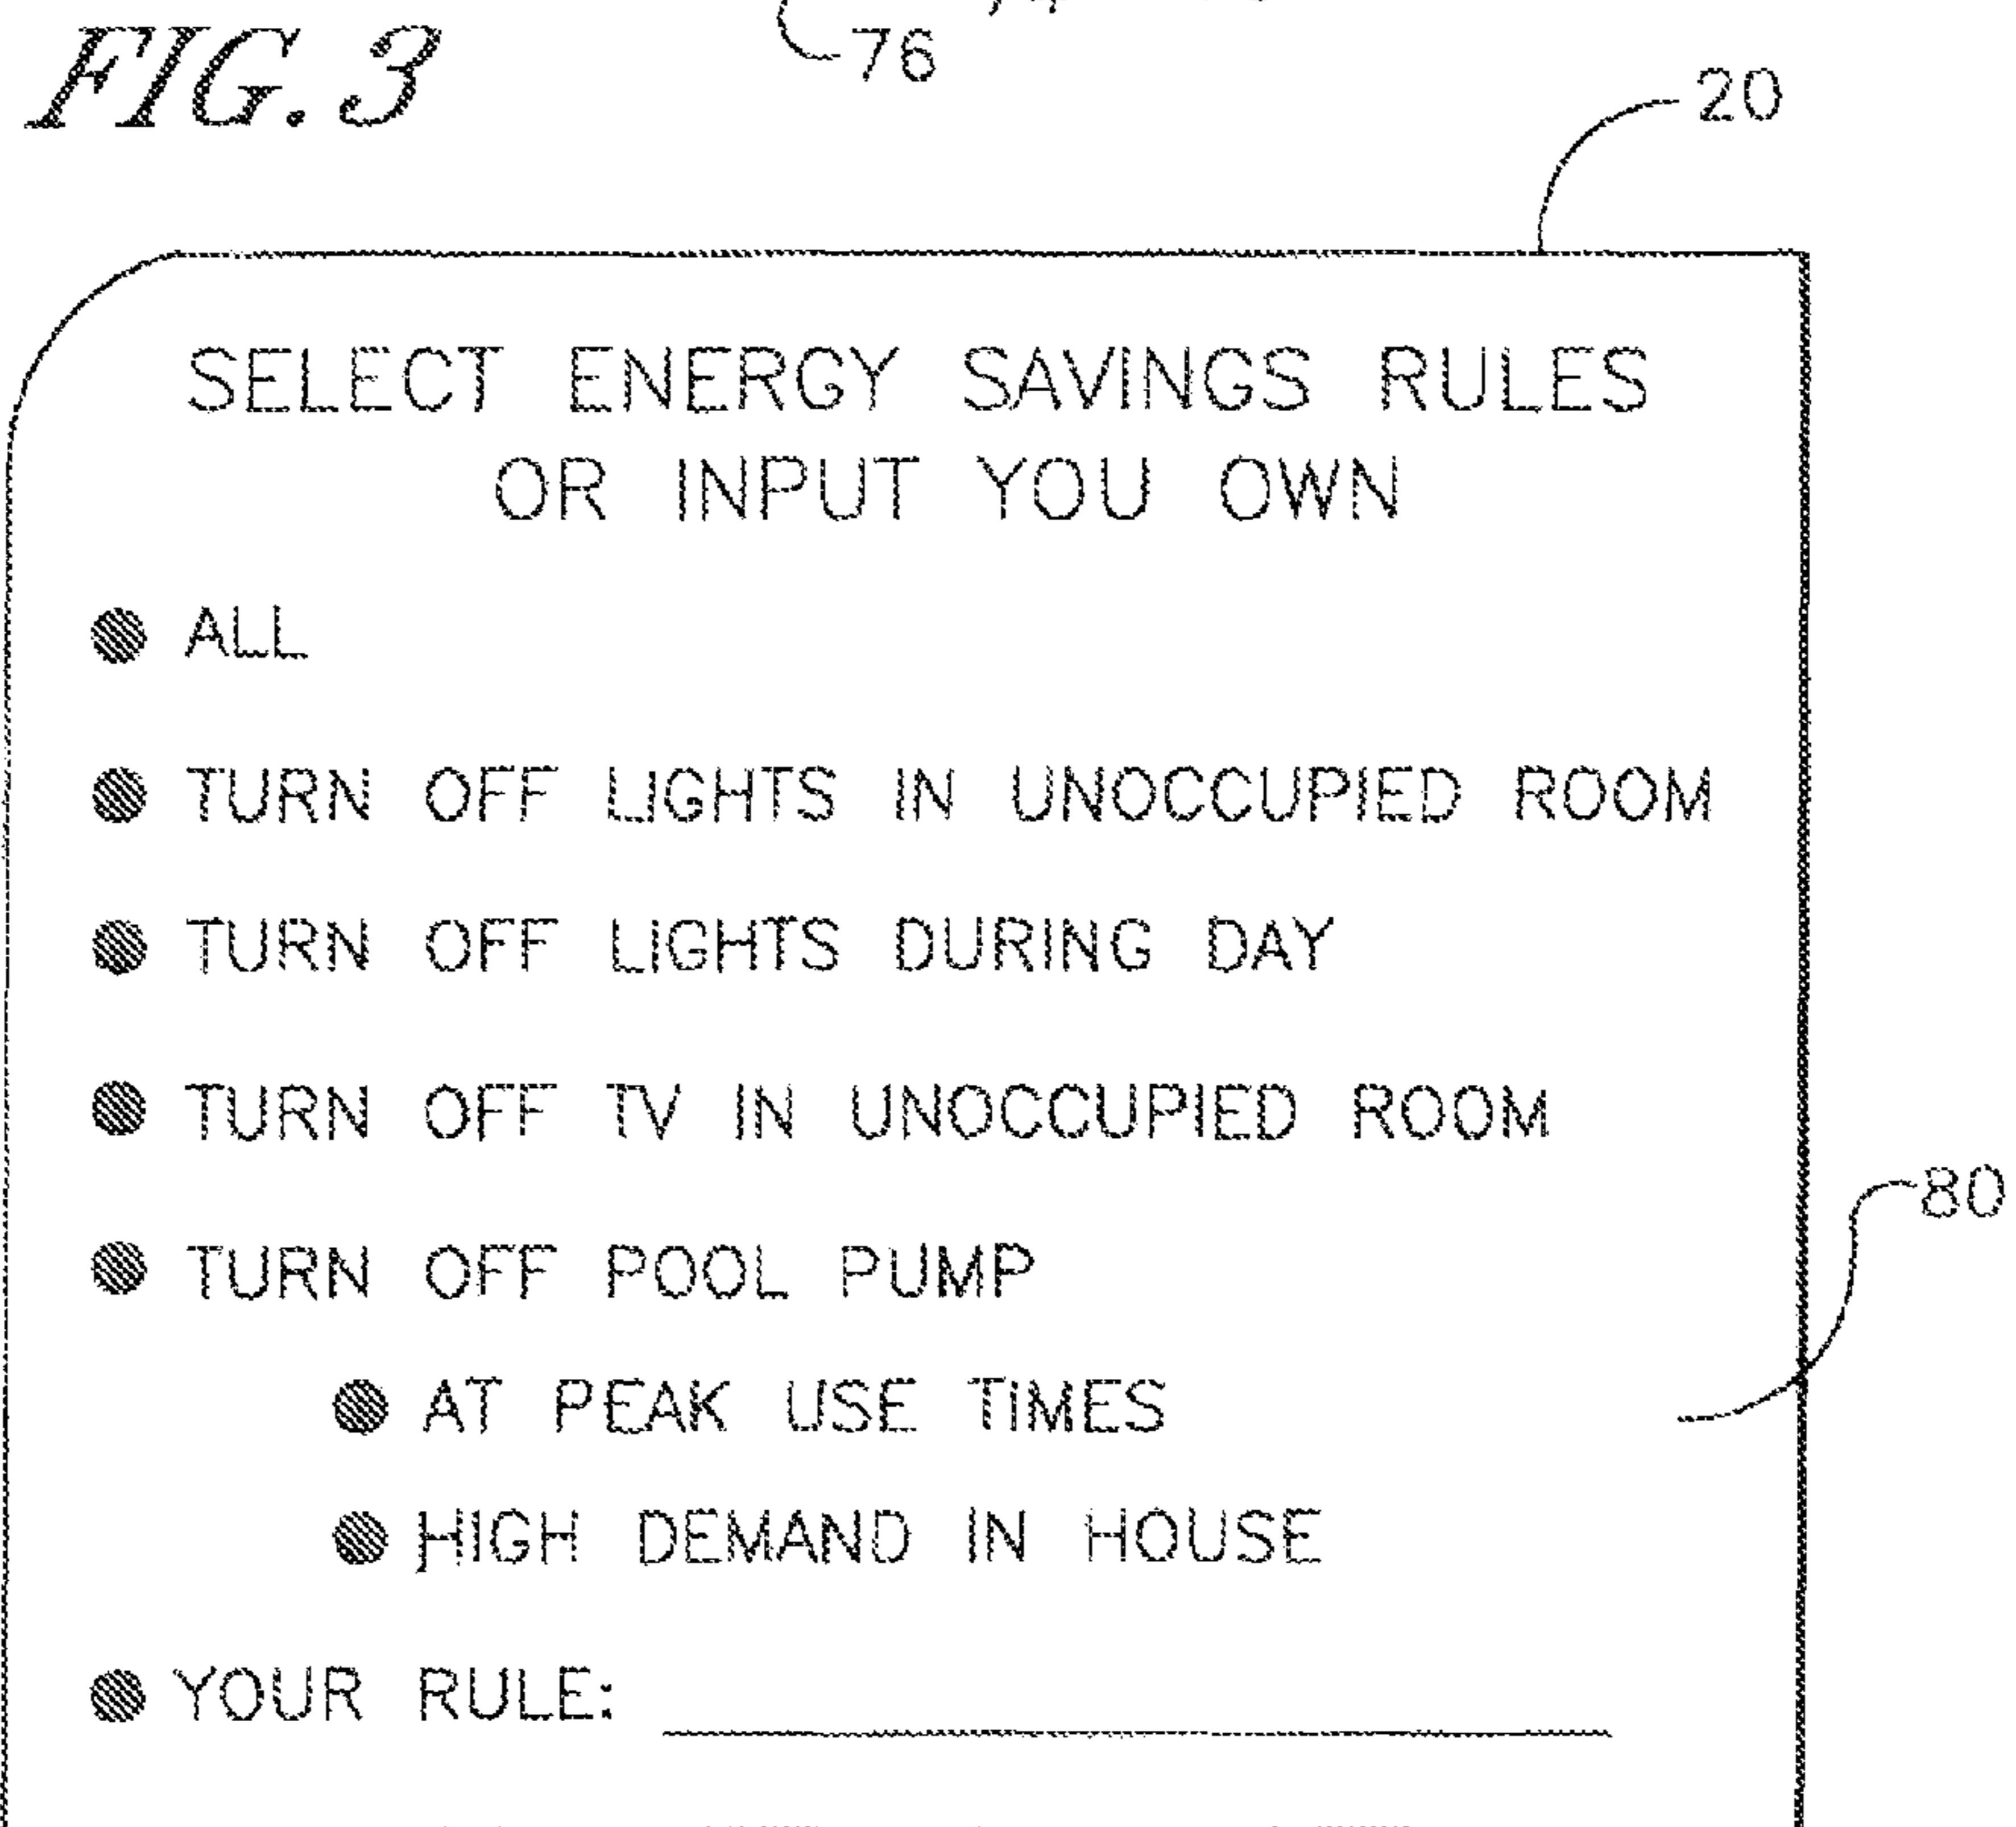 FIG. 3
76
20
SELECT ENERGY SAVINGS RULES
OR INPUT YOU OWN
ALL
TURN OFF LIGHTS IN UNOCCUPIED ROOM
TURN OFF LIGHTS DURING DAY
TURN OFF TV IN UNOCCUPIED ROOM
80
TURN OFF POOL PUMP
AT PEAK USE TIMES
HIGH DEMAND IN HOUSE
YOUR RULE: